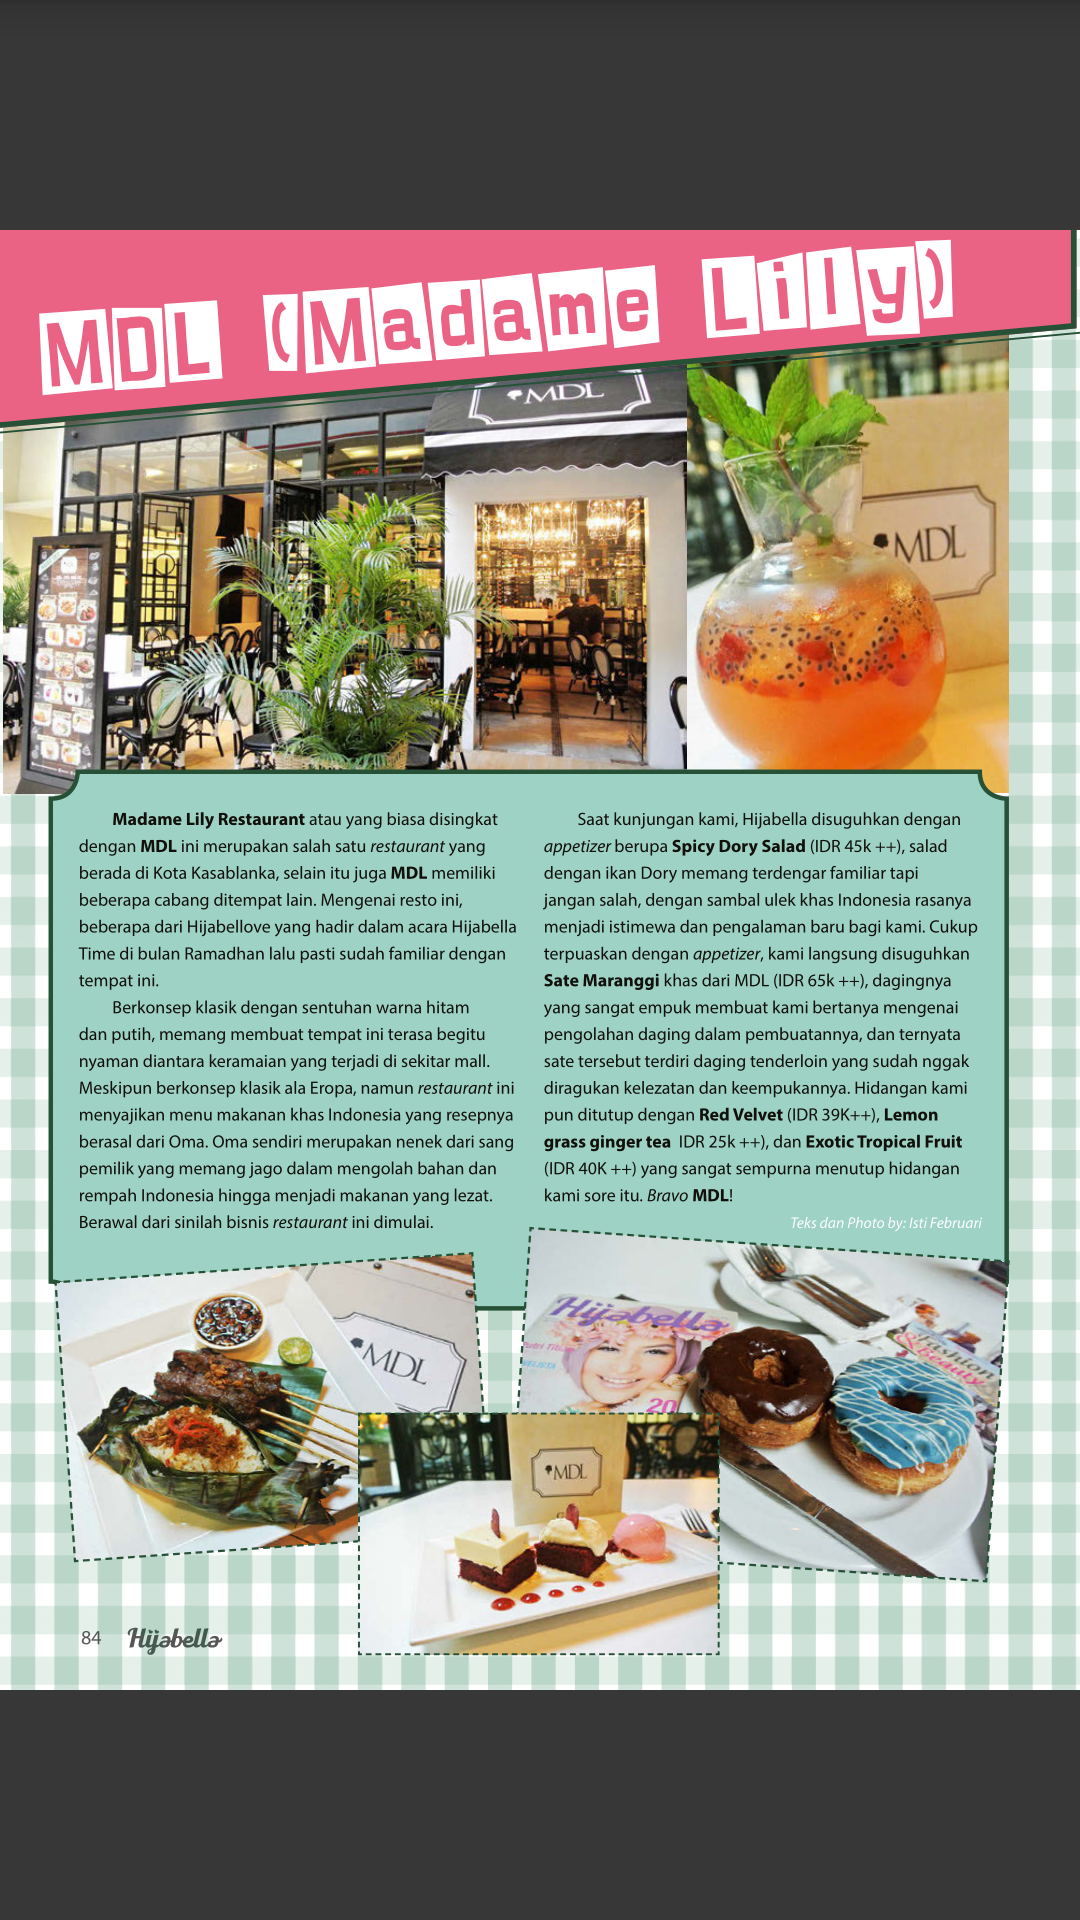 MDL (Madame Lily)
MDL
MDL
Madame Lily Restaurant atau yang biasa disingkat
dengan MDL ini merupakan salah satu restaurant yang
berada di Kota Kasablanka, selain itu juga MDL memiliki
beberapa cabang ditempat lain. Mengenai resto ini,
beberapa dari Hijabellove yang hadir dalam acara Hijabella
Time di bulan Ramadhan lalu pasti sudah familiar dengan
tempat ini.
Berkonsep klasik dengan sentuhan warna hitam
dan putih, memang membuat tempat ini terasa begitu
nyaman diantara keramaian yang terjadi di sekitar mall.
Meskipun berkonsep klasik ala Eropa, namun restaurant ini
menyajikan menu makanan khas Indonesia yang resepnya
berasal dari Oma. Oma sendiri merupakan nenek dari sang
pemilik yang memang jago dalam mengolah bahan dan
rempah Indonesia hingga menjadi makanan yang lezat.
Berawal dari sinilah bisnis restaurant ini dimulai.
Saat kunjungan kami, Hijabella disuguhkan dengan
appetizer berupa Spicy Dory Salad (IDR 45k ++), salad
dengan ikan Dory memang terdengar familiar tapi
jangan salah, dengan sambal ulek khas Indonesia rasanya
menjadi istimewa dan pengalaman baru bagi kami. Cukup
terpuaskan dengan appetizer, kami langsung disuguhkan
Sate Maranggi khas dari MDL (IDR 65k ++), dagingnya
yang sangat empuk membuat kami bertanya mengenai
pengolahan daging dalam pembuatannya, dan ternyata
sate tersebut terdiri daging tenderloin yang sudah nggak
diragukan kelezatan dan keempukannya. Hidangan kami
pun ditutup dengan Red Velvet (IDR 39K++), Lemon
grass ginger tea IDR 25k ++), dan Exotic Tropical Fruit
(IDR 40K ++) yang sangat sempurna menutup hidangan
kami sore itu. Bravo MDL!
Teks dan Photo by: Isti Februari
MDL
Hijabella
20
Fashion
& Beauty
MDL
84 Hijabella